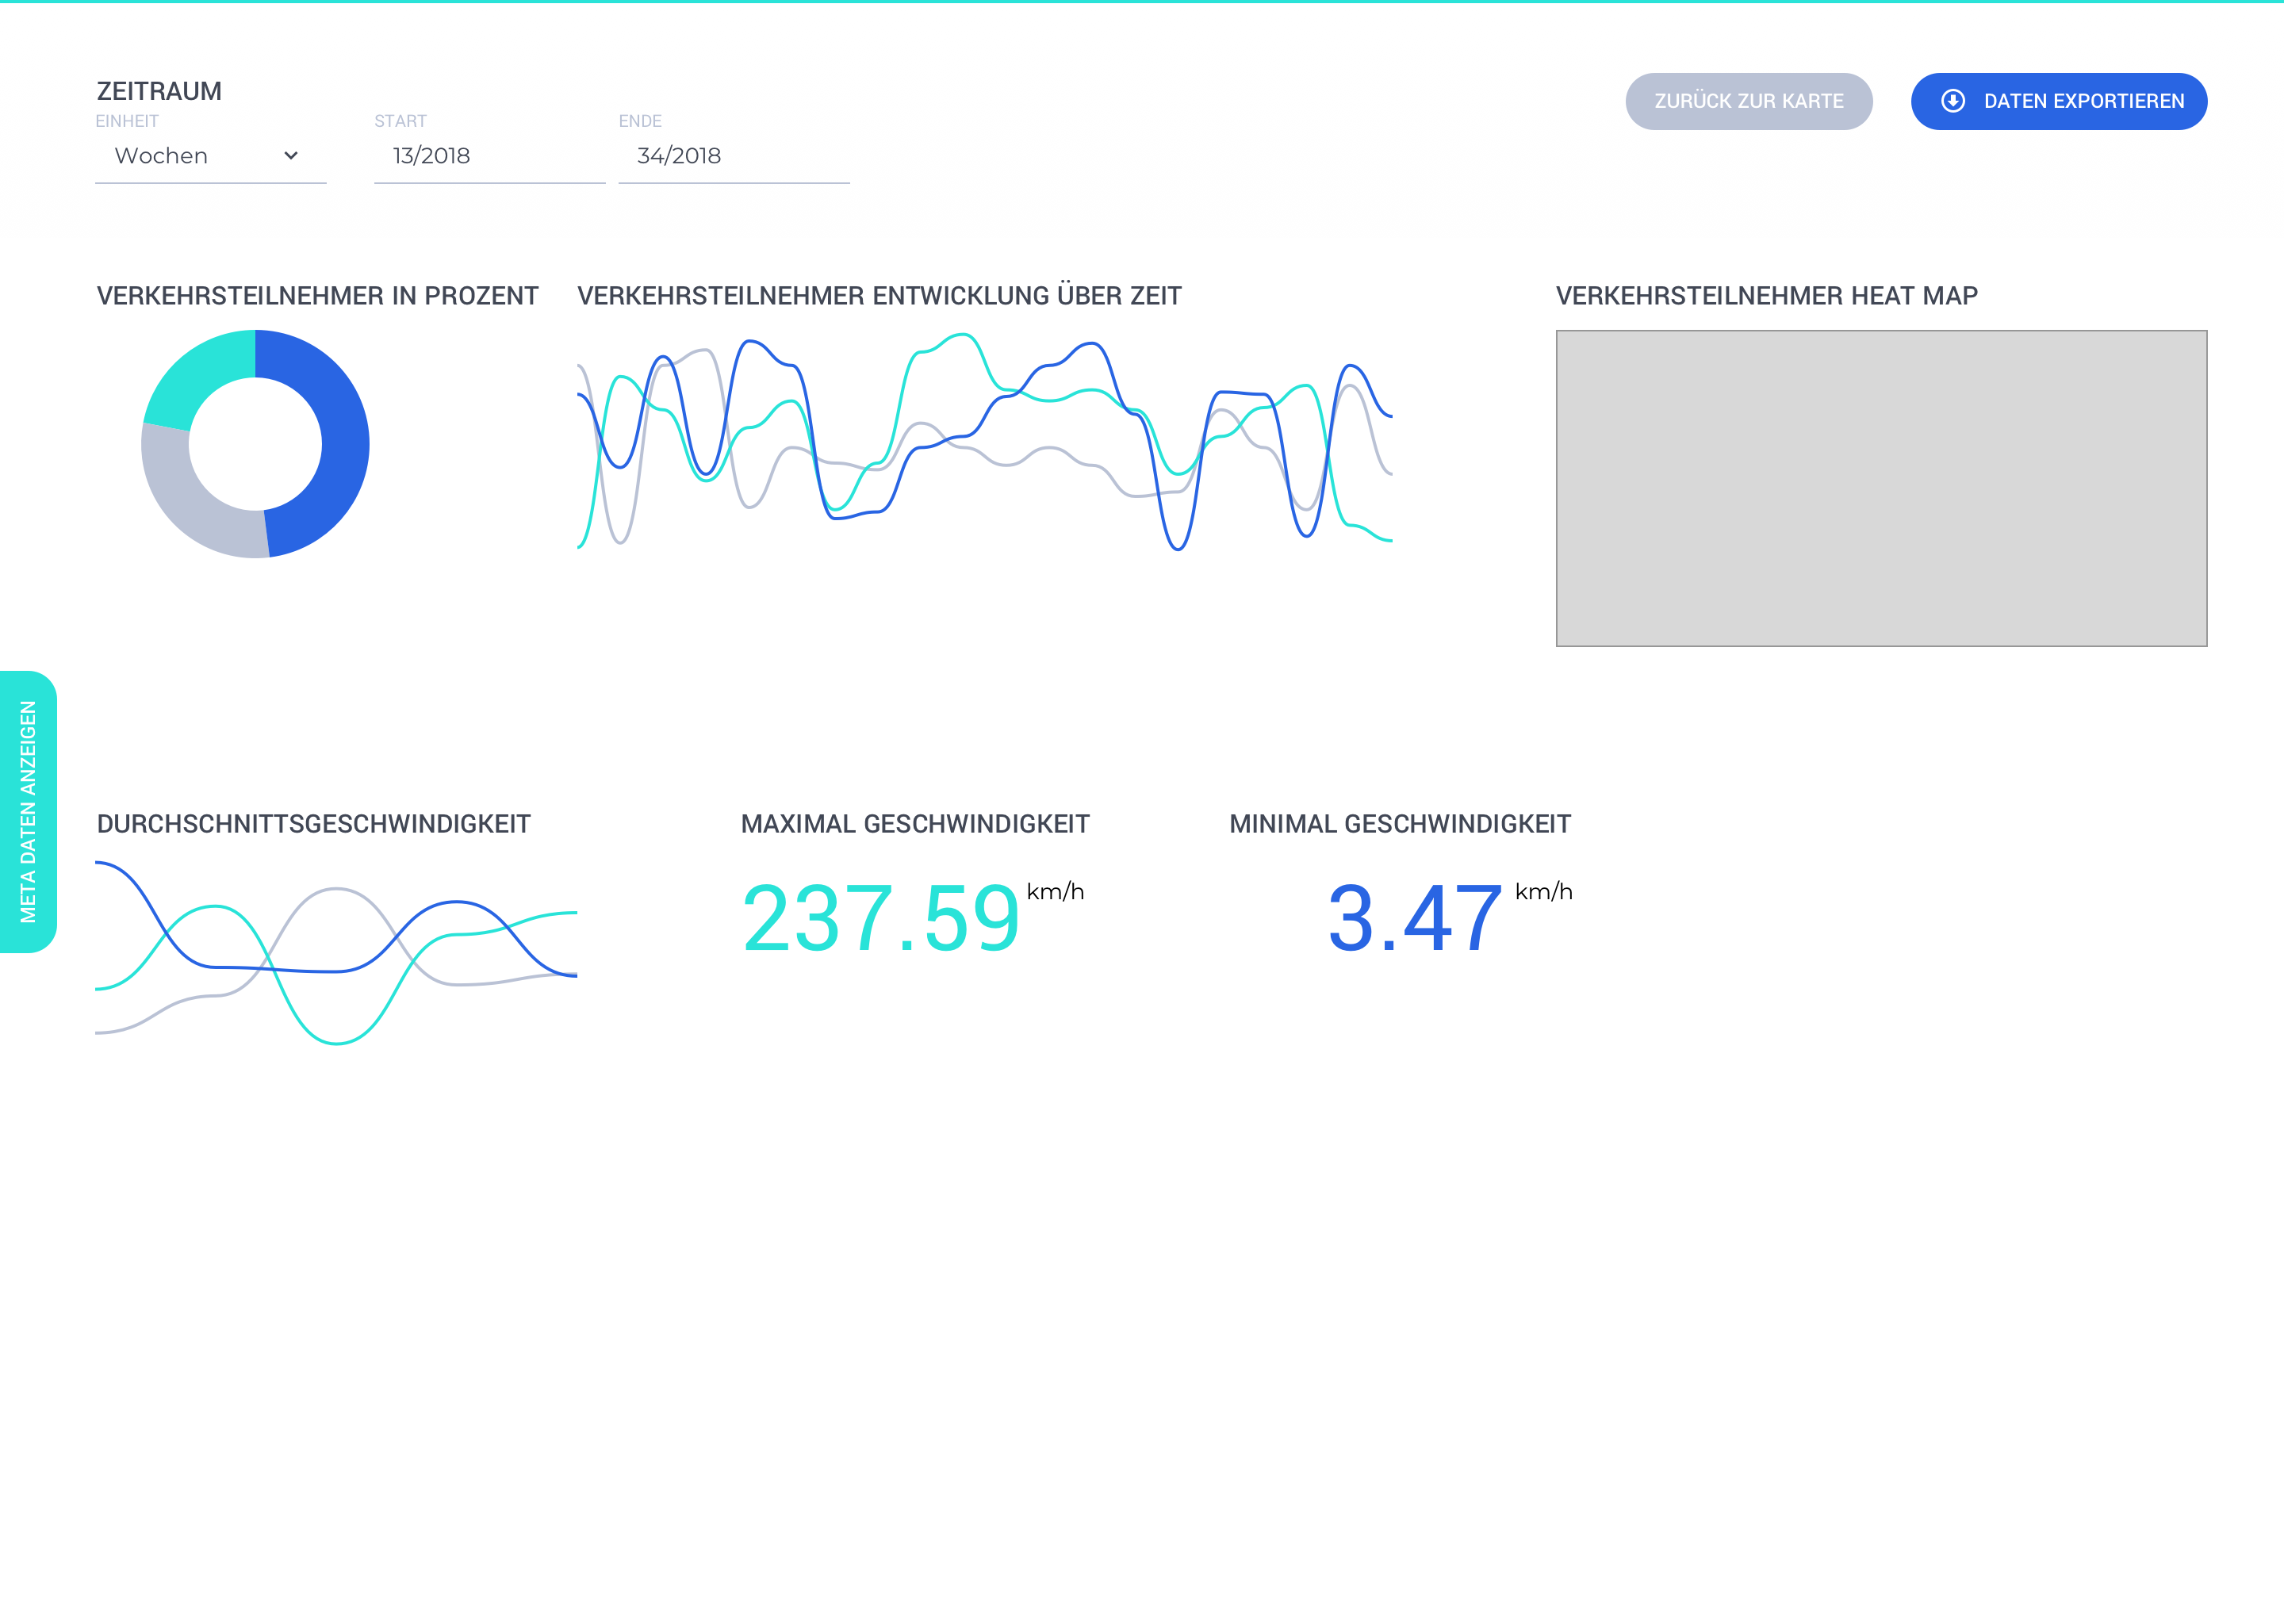 ZEITRAUM
EINHEIT
Wochen
START
13/2018
ENDE
34/2018
ZURÜCK ZUR KARTE
DATEN EXPORTIEREN
VERKEHRSTEILNEHMER IN PROZENT
VERKEHRSTEILNEHMER ENTWICKLUNG ÜBER ZEIT
VERKEHRSTEILNEHMER HEAT MAP
META DATEN ANZEIGEN
DURCHSCHNITTSGESCHWINDIGKEIT
MAXIMAL GESCHWINDIGKEIT
237.59 km/h
MINIMAL GESCHWINDIGKEIT
3.47 km/h